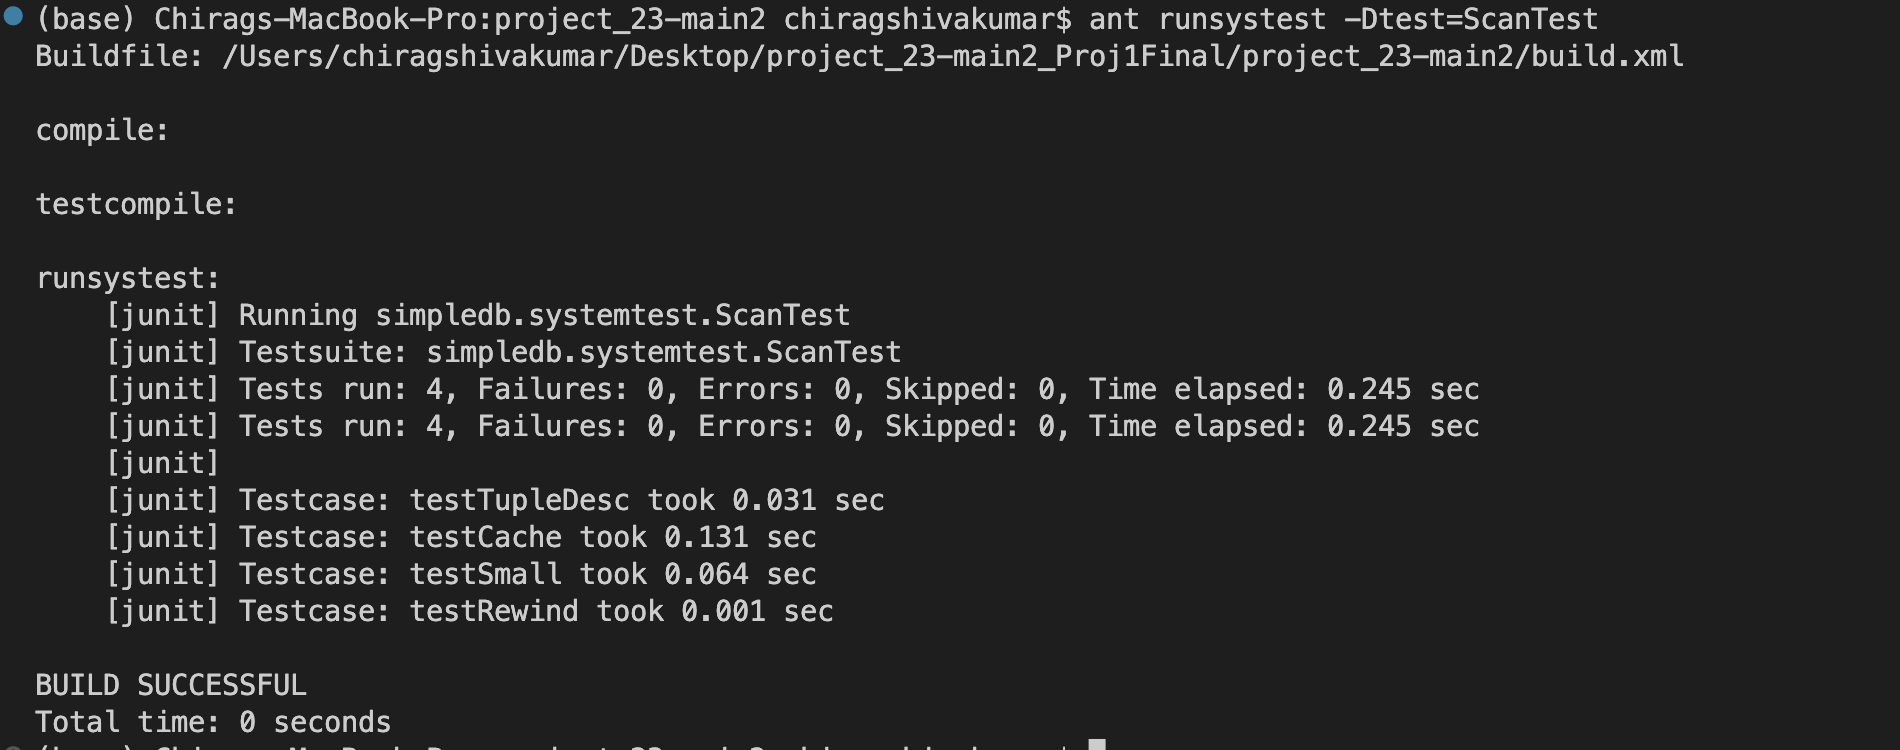 (base) Chirags-MacBook-Pro:project_23-main2 chiragshivakumar$ ant runsystest -Dtest=ScanTest
Buildfile: /Users/chiragshivakumar/Desktop/project_23-main2_Proj1Final/project_23-main2/build.xml
compile:
testcompile:
runsystest:
[junit] Running simpledb.systemtest.ScanTest
[junit] Testsuite: simpledb.systemtest.ScanTest
[junit] Tests run: 4, Failures: 0, Errors: 0, Skipped: 0, Time elapsed: 0.245 sec
[junit] Tests run: 4, Failures: 0, Errors: 0, Skipped: 0, Time elapsed: 0.245 sec
[junit]
[junit] Testcase: testTupleDesc took 0.031 sec
[junit] Testcase: testCache took 0.131 sec
[junit] Testcase: testSmall took 0.064 sec
[junit] Testcase: testRewind took 0.001 sec
BUILD SUCCESSFUL
Total time: 0 seconds